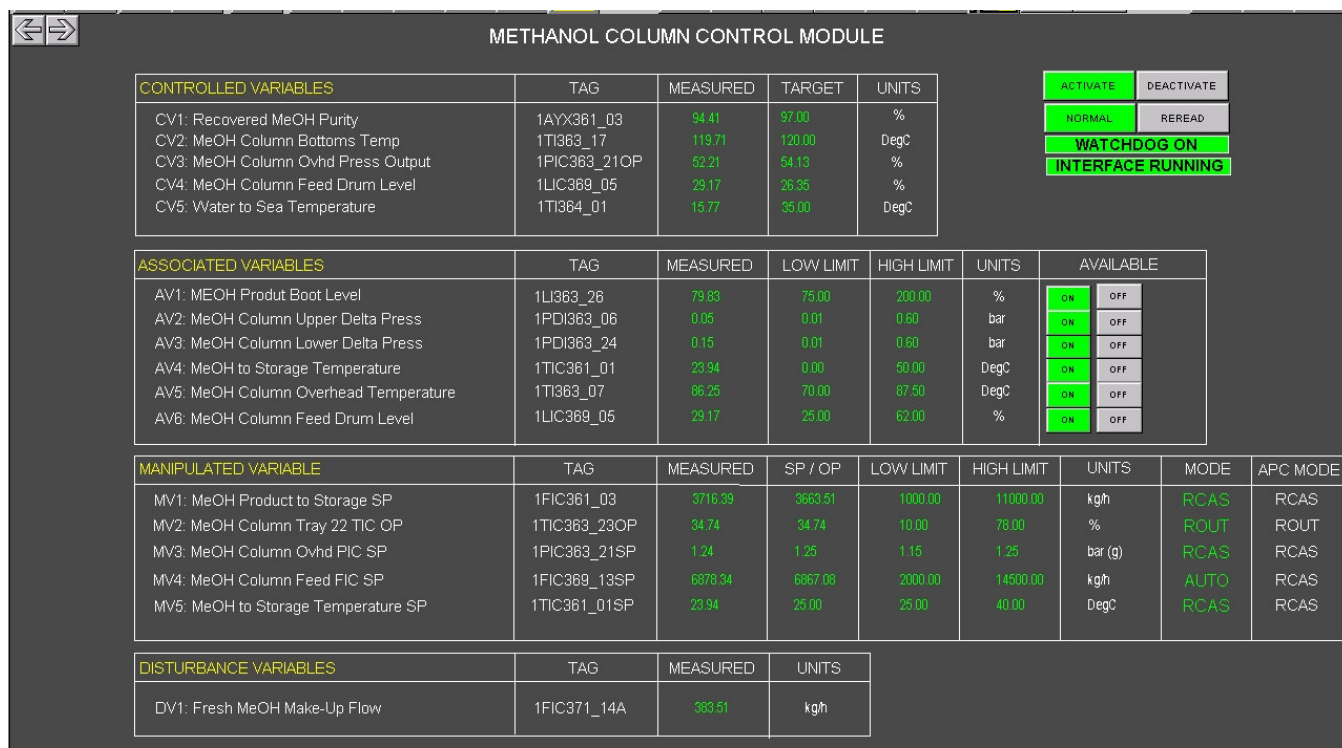 METHANOL COLUMN CONTROL MODULE
CONTROLLED VARIABLES TAG MEASURED TARGET UNITS
CV1: Recovered MeOH Purity 1AYX361_03 94.41 97.00 %
CV2: MeOH Column Bottoms Temp 1TI363_17 119.71 120.00 DegC
CV3: MeOH Column Ovhd Press Output 1PIC363_21OP 52.21 54.13 %
CV4: MeOH Column Feed Drum Level 1LIC369_05 29.17 26.35 %
CV5: Water to Sea Temperature 1TI364_01 15.77 35.00 DegC
ACTIVATE DEACTIVATE
NORMAL REREAD
WATCHDOG ON
INTERFACE RUNNING
ASSOCIATED VARIABLES TAG MEASURED LOW LIMIT HIGH LIMIT UNITS AVAILABLE
AV1: MEOH Produt Boot Level 1LI363_26 79.83 75.00 200.00 % ON OFF
AV2: MeOH Column Upper Delta Press 1PDI363_06 0.05 0.01 0.60 bar ON OFF
AV3: MeOH Column Lower Delta Press 1PDI363_24 0.15 0.01 0.60 bar ON OFF
AV4: MeOH to Storage Temperature 1TIC361_01 23.94 0.00 50.00 DegC ON OFF
AV5: MeOH Column Overhead Temperature 1TI363_07 86.25 70.00 87.50 DegC ON OFF
AV6: MeOH Column Feed Drum Level 1LIC369_05 29.17 25.00 62.00 % ON OFF
MANIPULATED VARIABLE TAG MEASURED SP / OP LOW LIMIT HIGH LIMIT UNITS MODE APC MODE
MV1: MeOH Product to Storage SP 1FIC361_03 3716.39 3663.51 1000.00 11000.00 kg/h RCAS RCAS
MV2: MeOH Column Tray 22 TIC OP 1TIC363_23OP 34.74 34.74 10.00 78.00 % ROUT ROUT
MV3: MeOH Column Ovhd PIC SP 1PIC363_21SP 1.24 1.25 1.15 1.25 bar (g) RCAS RCAS
MV4: MeOH Column Feed FIC SP 1FIC369_13SP 6878.34 6867.08 2000.00 14500.00 kg/h AUTO RCAS
MV5: MeOH to Storage Temperature SP 1TIC361_01SP 23.94 25.00 25.00 40.00 DegC RCAS RCAS
DISTURBANCE VARIABLES TAG MEASURED UNITS
DV1: Fresh MeOH Make-Up Flow 1FIC371_14A 383.51 kg/h